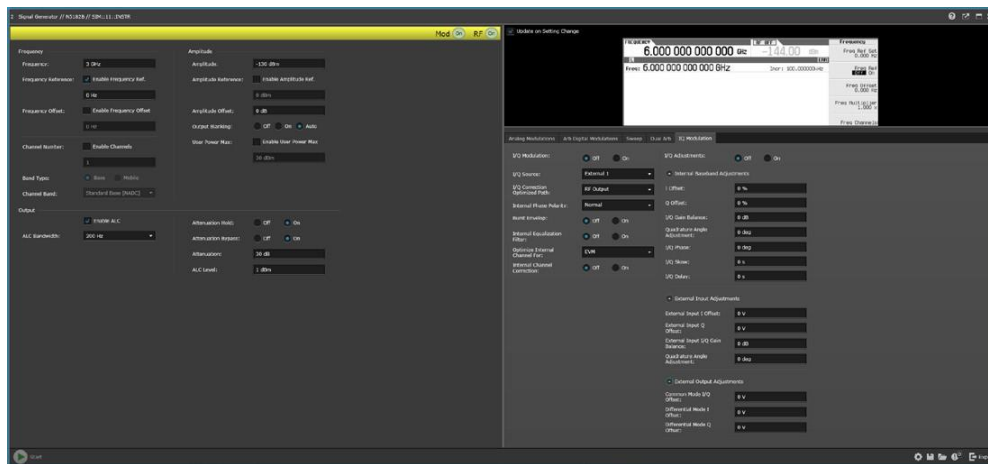 Signal Generator // N5182B // SIM::11::INSTR
Mod On RF On
Frequency
Frequency: 3 GHz
Frequency Reference: Enable Frequency Ref.
0 Hz
Frequency Offset: Enable Frequency Offset
0 Hz
Channel Number: Enable Channels
1
Band Type: Base Mobile
Channel Band: Standard Base [NADC]
Amplitude
Amplitude: -130 dBm
Amplitude Reference: Enable Amplitude Ref.
0 dBm
Amplitude Offset: 0 dB
Output Blanking: Off On Auto
User Power Max: Enable User Power Max
30 dBm
Output
Enable ALC
ALC Bandwidth: 200 Hz
Attenuation Hold: Off On
Attenuation Bypass: Off On
Attenuation: 30 dB
ALC Level: 1 dBm
Update on Setting Change
FREQUENCY
6.000 000 000 000 GHz
-144.00 dBm
Freq: 6.000 000 000 000 GHz
Incr:
Frequency
Freq Ref Set
0.000 Hz
Freq Ref
Off On
Freq Offset
0.000 Hz
Freq Multiplier
1.000 x
Freq Channels
Analog Modulations Arb Digital Modulations Sweep Dual Arb I/Q Modulation
I/Q Modulation: Off On
I/Q Source: External 1
I/Q Correction Optimized Path: RF Output
Internal Phase Polarity: Normal
Burst Envelop: Off On
Internal Equalization Filter: Off On
Optimize Internal Channel For: EVM
Internal Channel Correction: Off On
I/Q Adjustments: Off On
Internal Baseband Adjustments
I Offset: 0 %
Q Offset: 0 %
I/Q Gain Balance: 0 dB
Quadrature Angle Adjustment: 0 deg
I/Q Phase: 0 deg
I/Q Skew: 0 s
I/Q Delay: 0 s
External Input Adjustments
External Input I Offset: 0 V
External Input Q Offset: 0 V
External Input I/Q Gain Balance: 0 dB
Quadrature Angle Adjustment: 0 deg
External Output Adjustments
Common Mode I/Q Offset: 0 V
Differential Mode I Offset: 0 V
Differential Mode Q Offset: 0 V
Start